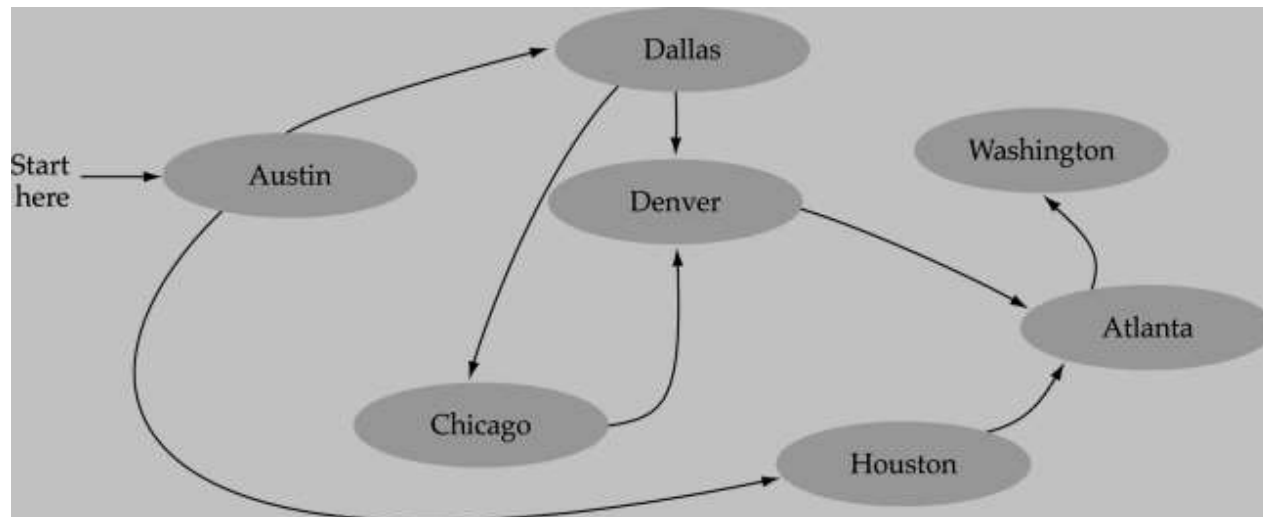 Dallas
Washington
Start
here
Austin
Denver
Atlanta
Chicago
Houston